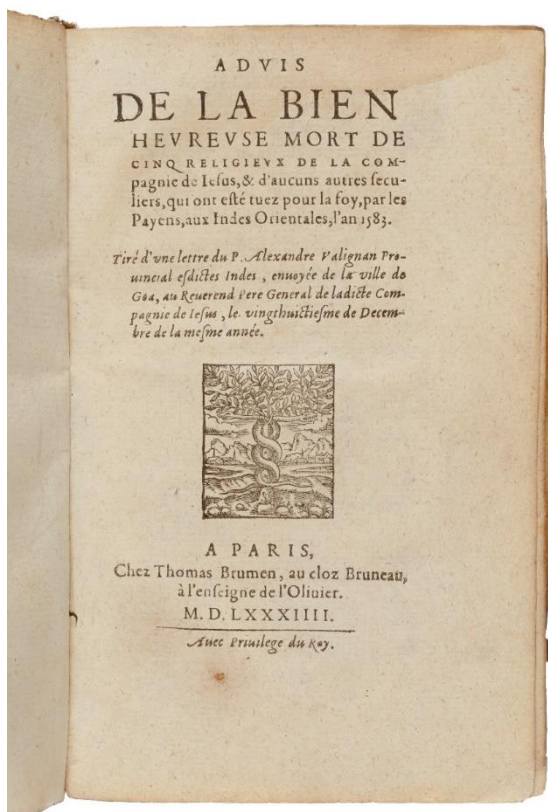 ADVIS
DE LA BIEN
HEVREVSE MORT DE
CINQ RELIGIEVX DE LA COM-
pagnie de Iesus, & d'aucuns autres secu-
liers, qui ont esté tuez pour la foy, par les
Payens, aux Indes Orientales, l'an 1583.
Tiré d'vne lettre du P. Alexandre Valignan Pro-
uincial esdictes Indes, enuoyée de la ville de
Goa, au Reuerend Pere General de ladicte Com-
pagnie de Iesus, le vingthuictiesme de Decem-
bre de la mesme année.
A PARIS,
Chez Thomas Brumen, au cloz Bruneau,
à l'enseigne de l'Oliuier.
M. D. LXXXIIII.
Auec Priuilege du Roy.